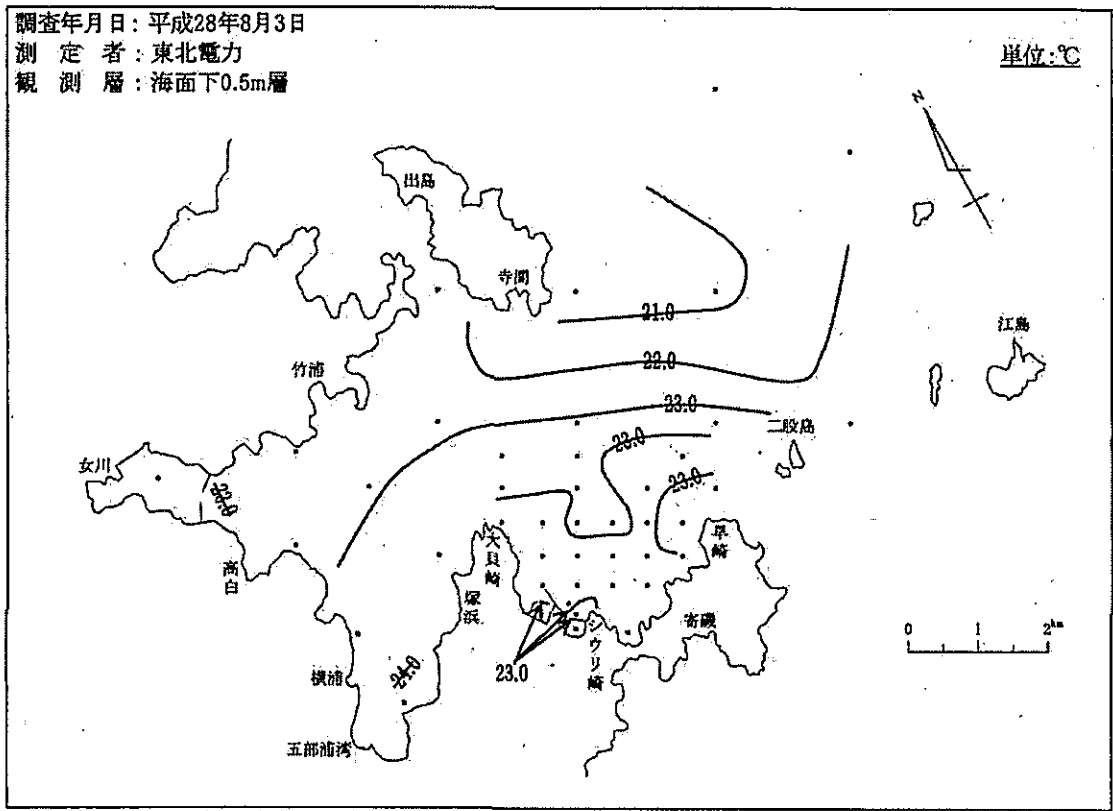 調査年月日：平成28年8月3日
測 定 者：東北電力
観 測 層：海面下0.5m層
単位：℃
N
出島
寺間
21.0
江島
22.0
竹浦
23.0
二股島
23.0
女川
23.0
大貝崎
早崎
高白
塚浜
寄磯
シウリ崎
0 1 2km
23.0
横浦
24.0
五部浦湾